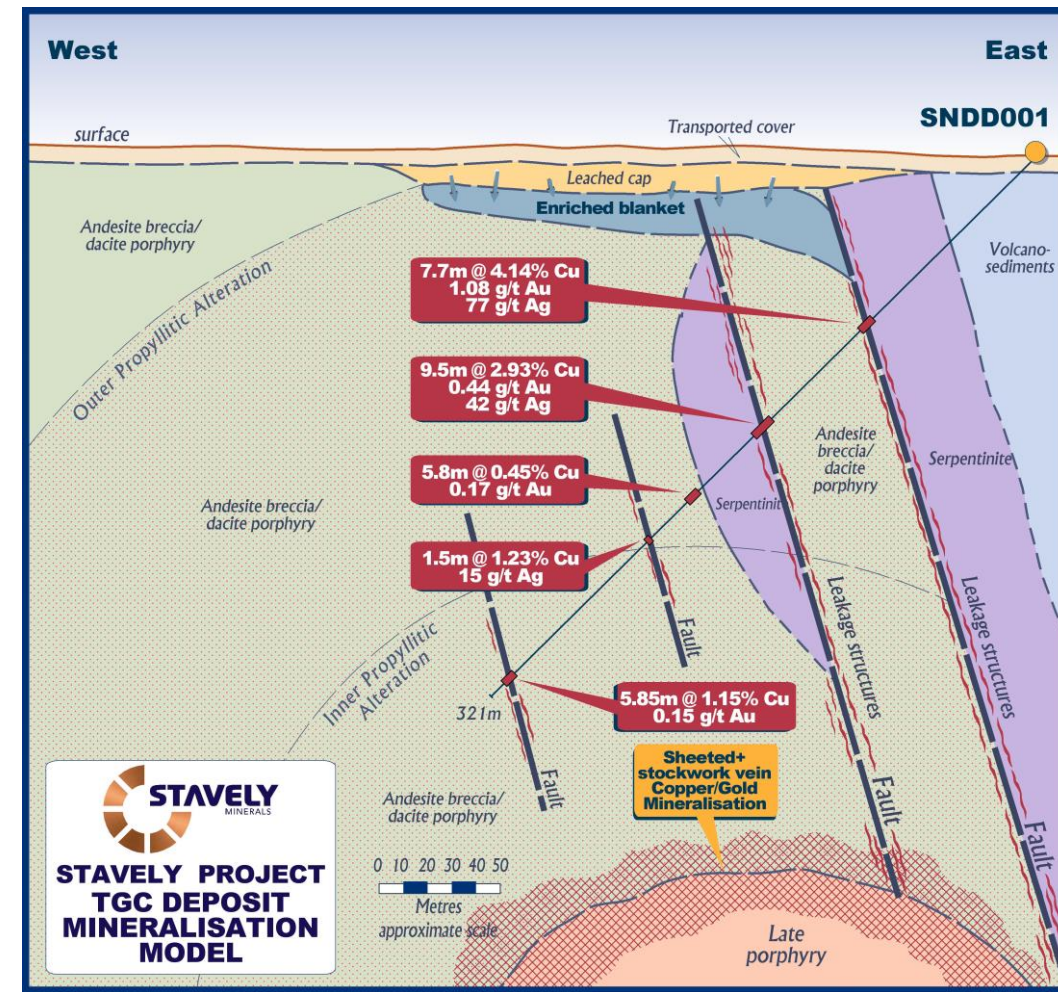 West
East
SNDD001
surface
Transported cover
Leached cap
Enriched blanket
Andesite breccia/
dacite porphyry
Volcano-
sediments
Outer Propyllitic Alteration
7.7m @ 4.14% Cu
1.08 g/t Au
77 g/t Ag
9.5m @ 2.93% Cu
0.44 g/t Au
42 g/t Ag
Andesite
breccia/
dacite
porphyry
Serpentinite
5.8m @ 0.45% Cu
0.17 g/t Au
Andesite breccia/
dacite porphyry
Serpentinit
1.5m @ 1.23% Cu
15 g/t Ag
Leakage structures
Leakage structures
Fault
Inner Propyllitic
Alteration
321m
5.85m @ 1.15% Cu
0.15 g/t Au
Sheeted+
stockwork vein
Copper/Gold
Mineralisation
Fault
Fault
Fault
Andesite breccia/
dacite porphyry
STAVELY
MINERALS
STAVELY PROJECT
TGC DEPOSIT
MINERALISATION
MODEL
0 10 20 30 40 50
Metres
approximate scale
Late
porphyry